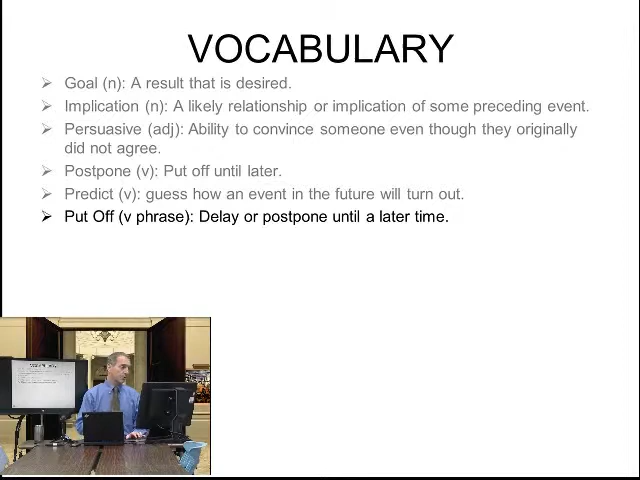 VOCABULARY
➢ Goal (n): A result that is desired.
➢ Implication (n): A likely relationship or implication of some preceding event.
➢ Persuasive (adj): Ability to convince someone even though they originally
did not agree.
➢ Postpone (v): Put off until later.
➢ Predict (v): guess how an event in the future will turn out.
➢ Put Off (v phrase): Delay or postpone until a later time.
VOCABULARY